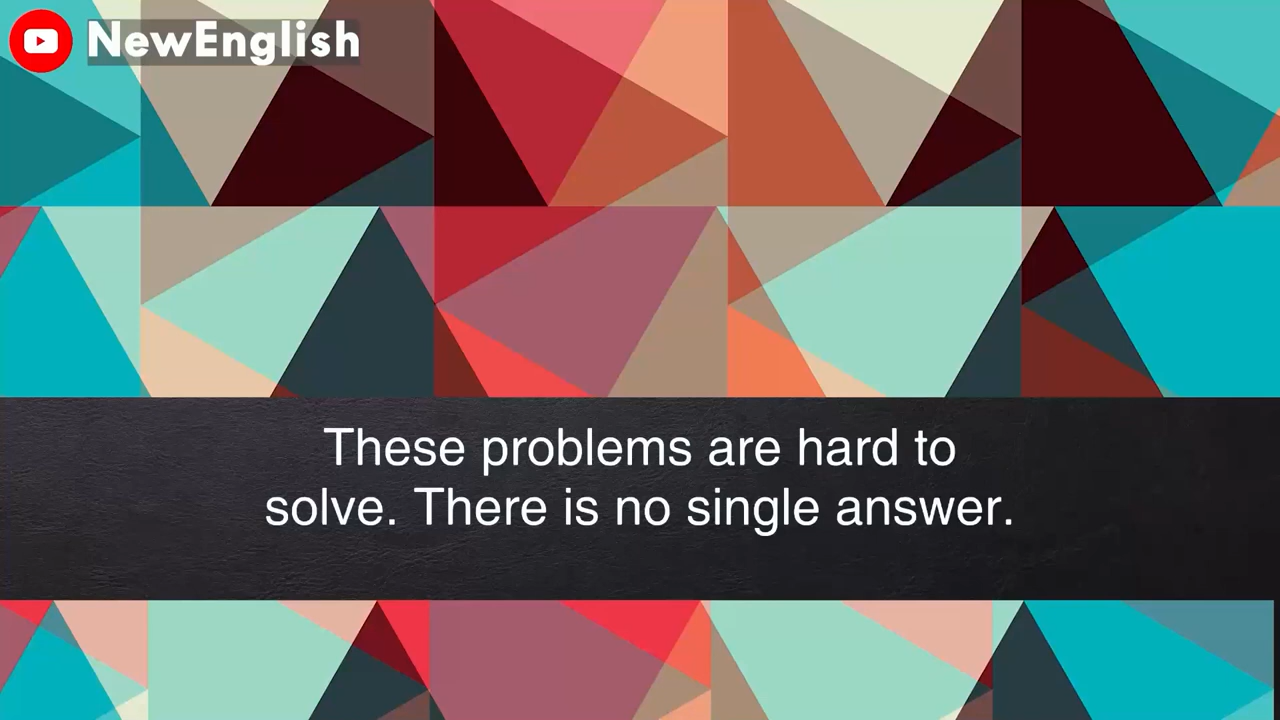 NewEnglish
These problems are hard to
solve. There is no single answer.